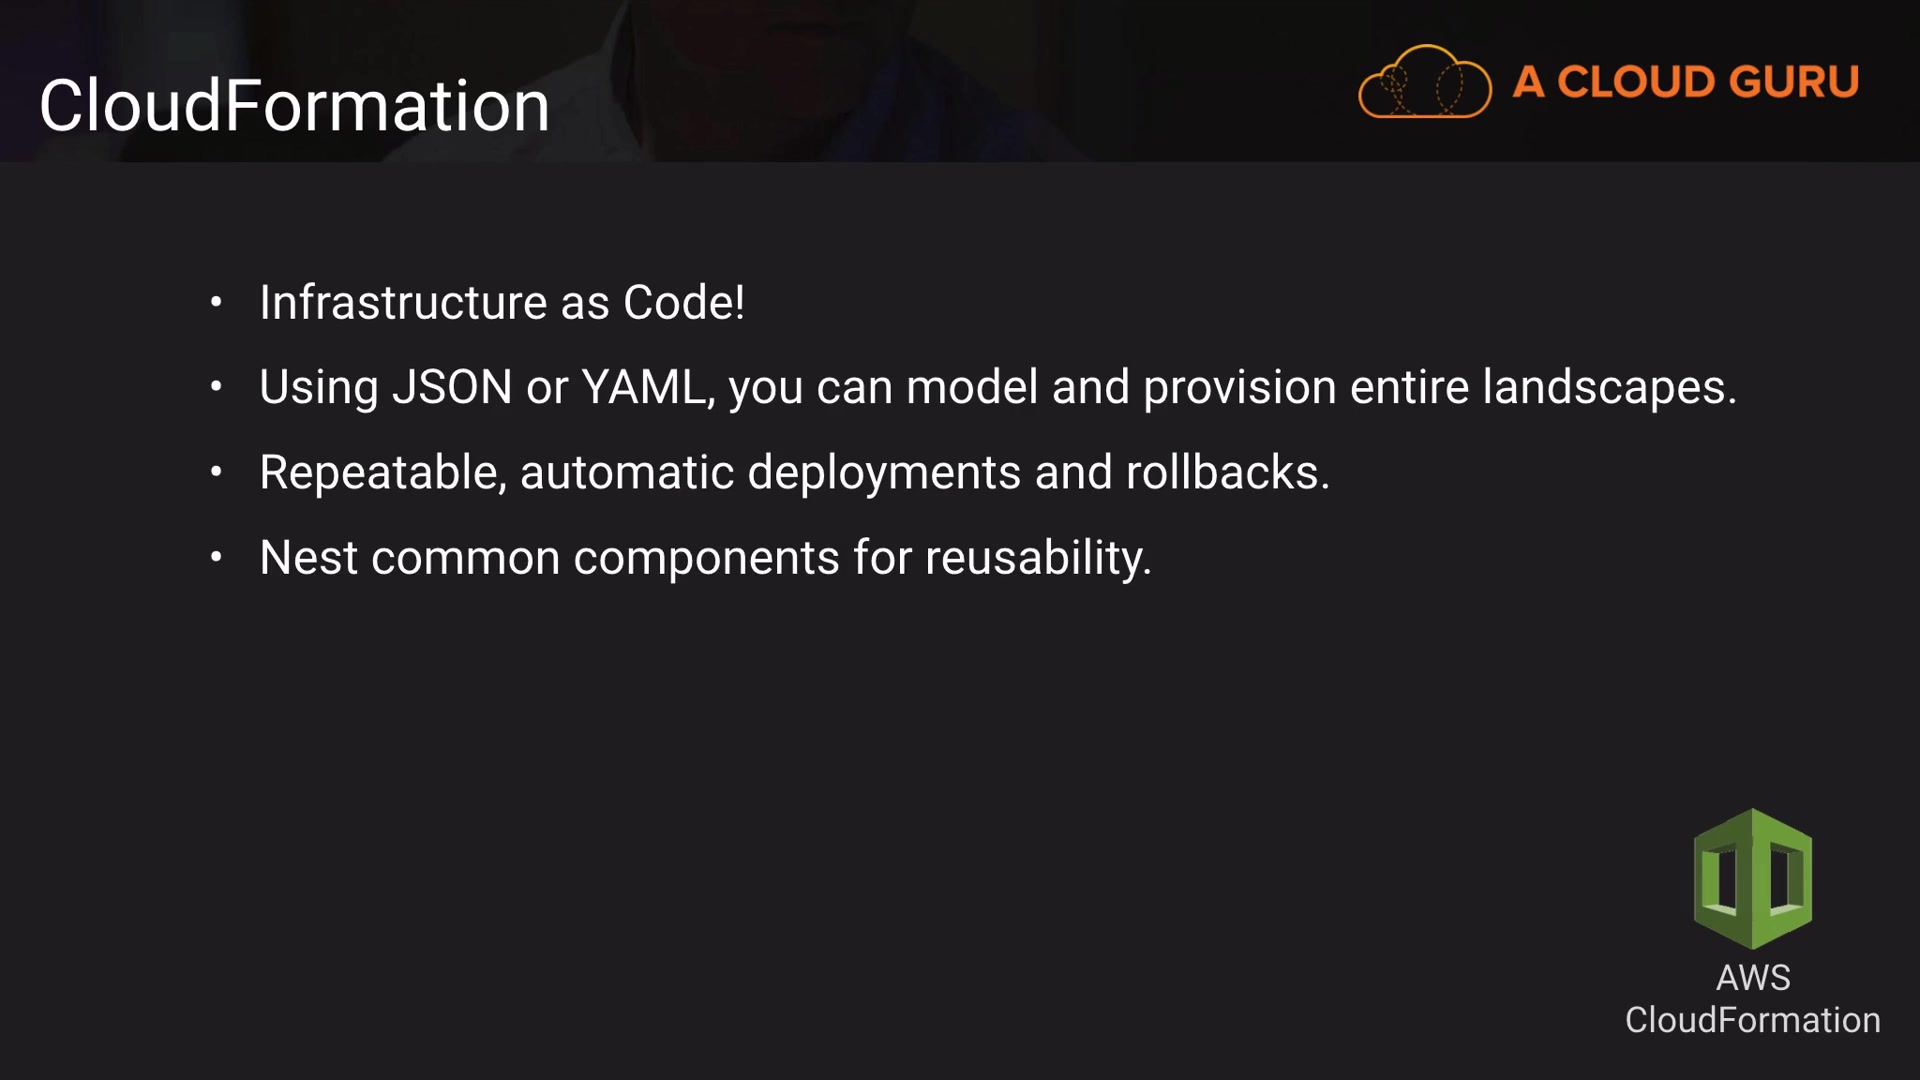 CloudFormation
A CLOUD GURU
• Infrastructure as Code!
• Using JSON or YAML, you can model and provision entire landscapes.
• Repeatable, automatic deployments and rollbacks.
• Nest common components for reusability.
AWS
CloudFormation